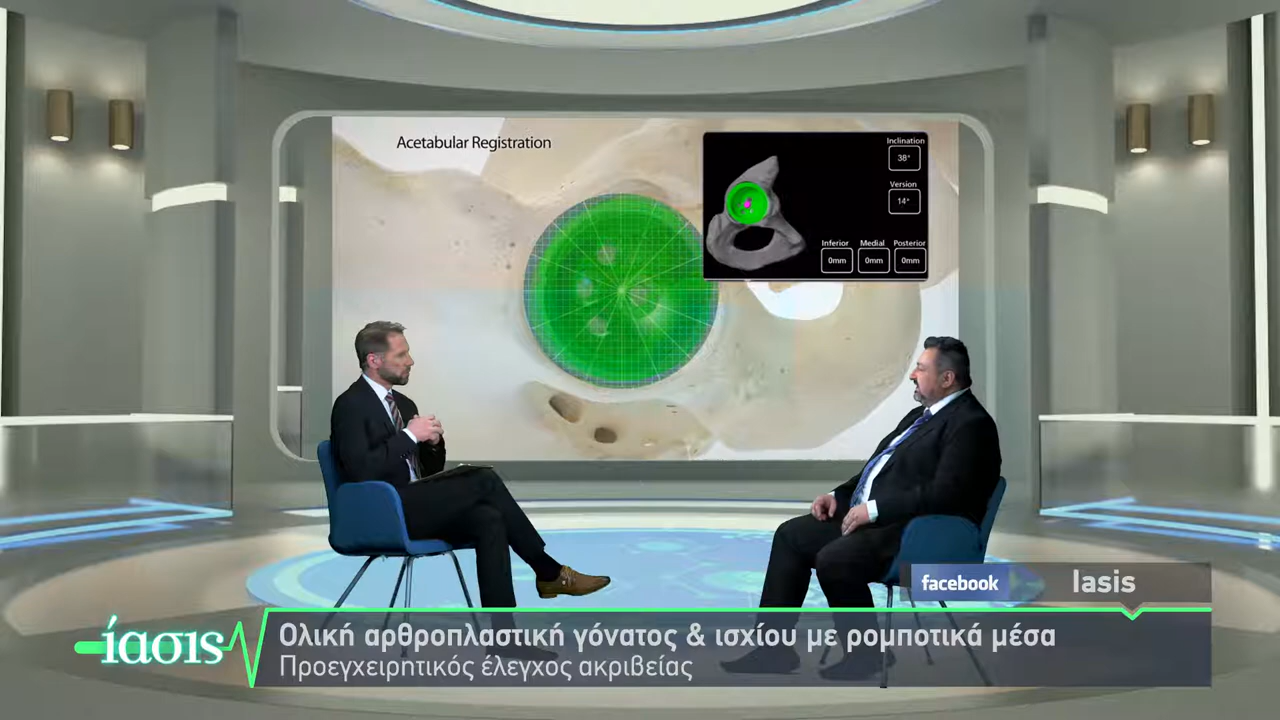 Acetabular Registration
Inclination
38°
Version
14°
Inferior Medial Posterior
0mm 0mm 0mm
facebook Iasis
ίασις
Ολική αρθροπλαστική γόνατος & ισχίου με ρομποτικά μέσα
Προεγχειρητικός έλεγχος ακριβείας